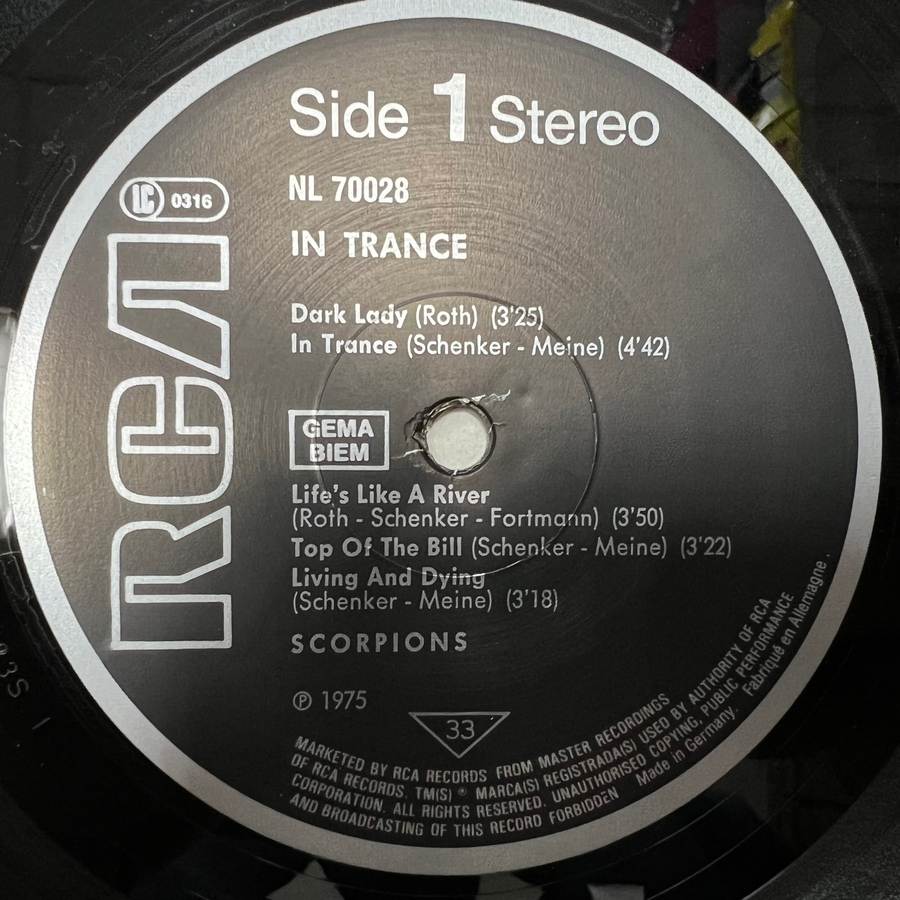 Side 1 Stereo
NL 70028
LC 0316
IN TRANCE
RCA
Dark Lady (Roth) (3'25)
In Trance (Schenker - Meine) (4'42)
GEMA
BIEM
Life's Like A River
(Roth - Schenker - Fortmann) (3'50)
Top Of The Bill (Schenker - Meine) (3'22)
Living And Dying
(Schenker - Meine) (3'18)
SCORPIONS
℗ 1975
33
MARKETED BY RCA RECORDS FROM MASTER RECORDINGS
OF RCA RECORDS. TM(S) ® MARCA(S) REGISTRADA(S) USED BY AUTHORITY OF RCA
CORPORATION. ALL RIGHTS RESERVED. UNAUTHORISED COPYING, PUBLIC PERFORMANCE
AND BROADCASTING OF THIS RECORD FORBIDDEN Made in Germany. Fabriqué en Allemagne.